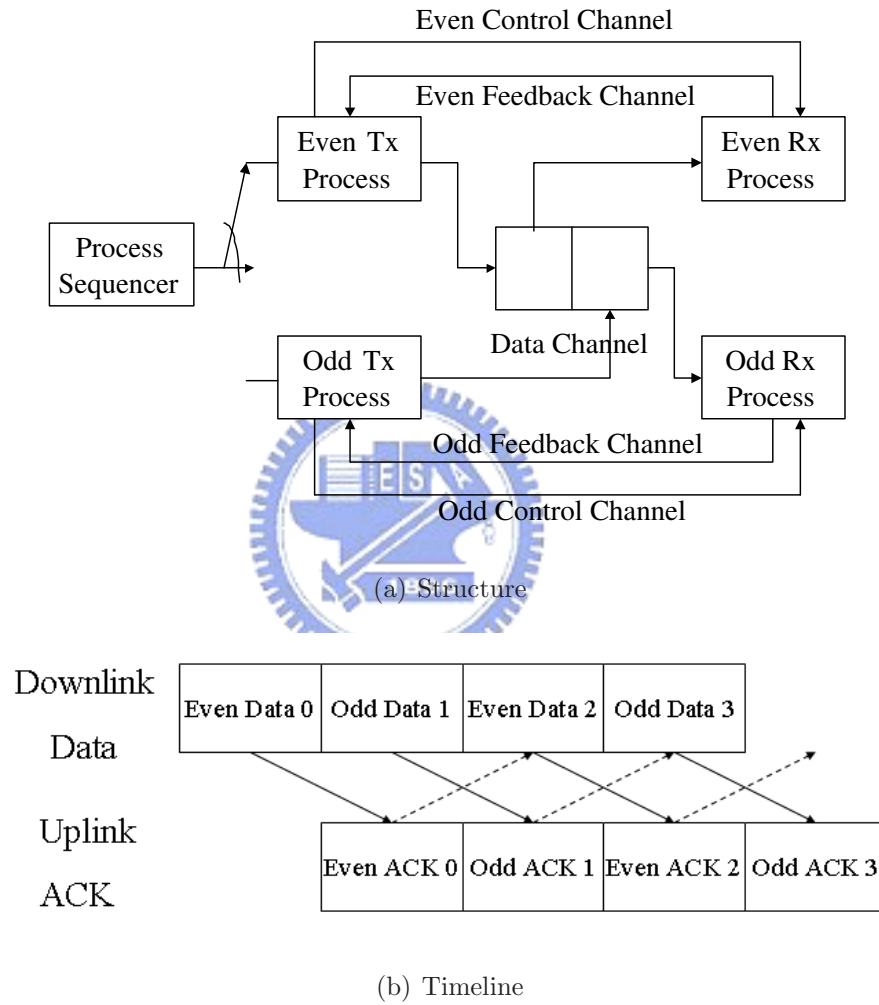 Even Control Channel
Even Feedback Channel
Even Tx
Process
Even Rx
Process
Process
Sequencer
Data Channel
Odd Tx
Process
Odd Rx
Process
Odd Feedback Channel
E S A
Odd Control Channel
(a) Structure
Downlink
Data
Even Data 0
Odd Data 1
Even Data 2
Odd Data 3
Uplink
ACK
Even ACK 0
Odd ACK 1
Even ACK 2
Odd ACK 3
(b) Timeline